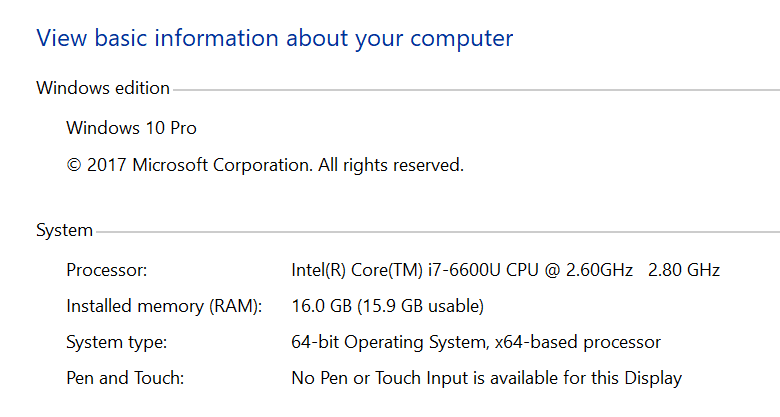 View basic information about your computer
Windows edition
Windows 10 Pro
© 2017 Microsoft Corporation. All rights reserved.
System
Processor: Intel(R) Core(TM) i7-6600U CPU @ 2.60GHz 2.80 GHz
Installed memory (RAM): 16.0 GB (15.9 GB usable)
System type: 64-bit Operating System, x64-based processor
Pen and Touch: No Pen or Touch Input is available for this Display